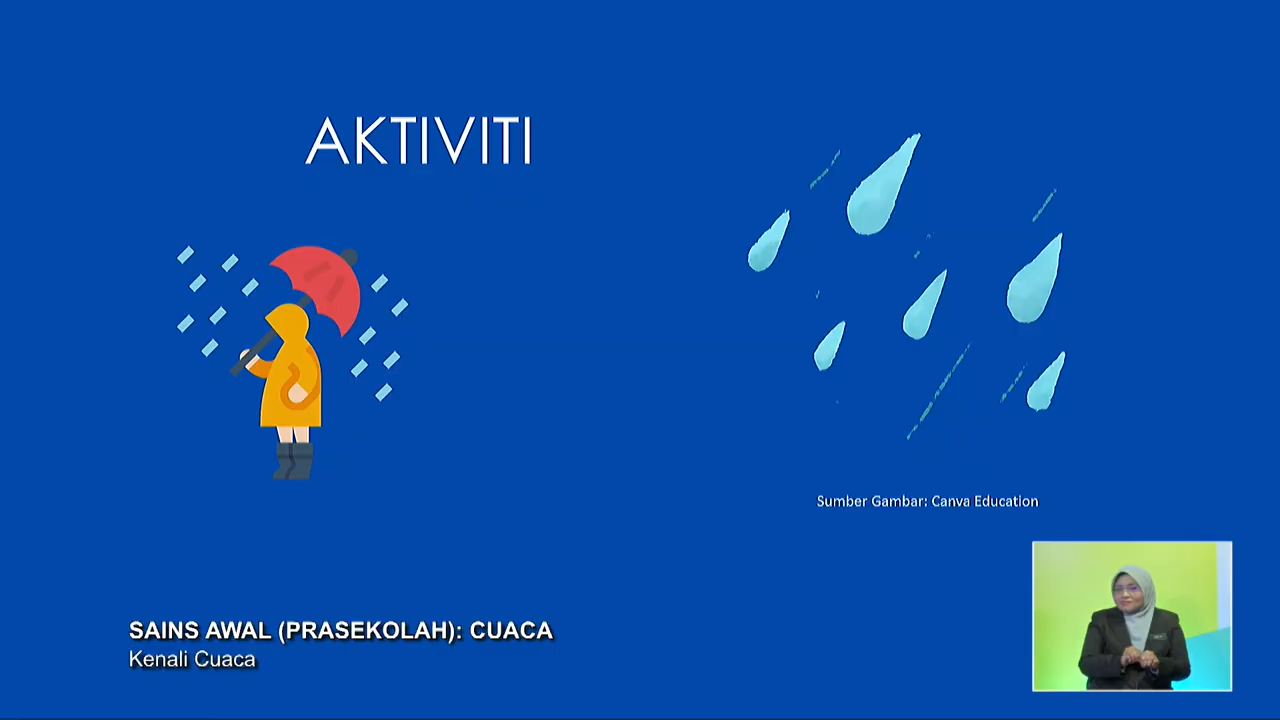 AKTIVITI
Sumber Gambar: Canva Education
SAINS AWAL (PRASEKOLAH): CUACA
Kenali Cuaca